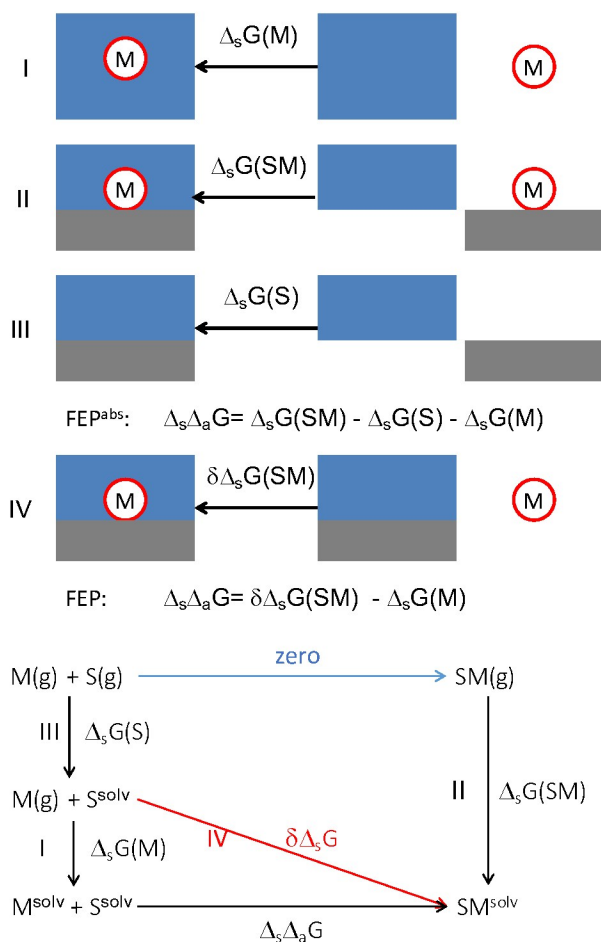 I M ΔₛG(M) M
II M ΔₛG(SM) M
III ΔₛG(S)
FEPᵃᵇˢ: ΔₛΔₐG= ΔₛG(SM) - ΔₛG(S) - ΔₛG(M)
IV M δΔₛG(SM) M
FEP: ΔₛΔₐG= δΔₛG(SM) - ΔₛG(M)
zero
M(g) + S(g) SM(g)
III ΔₛG(S)
II ΔₛG(SM)
M(g) + Sˢᵒˡᵛ
IV δΔₛG
I ΔₛG(M)
Mˢᵒˡᵛ + Sˢᵒˡᵛ SMˢᵒˡᵛ
ΔₛΔₐG